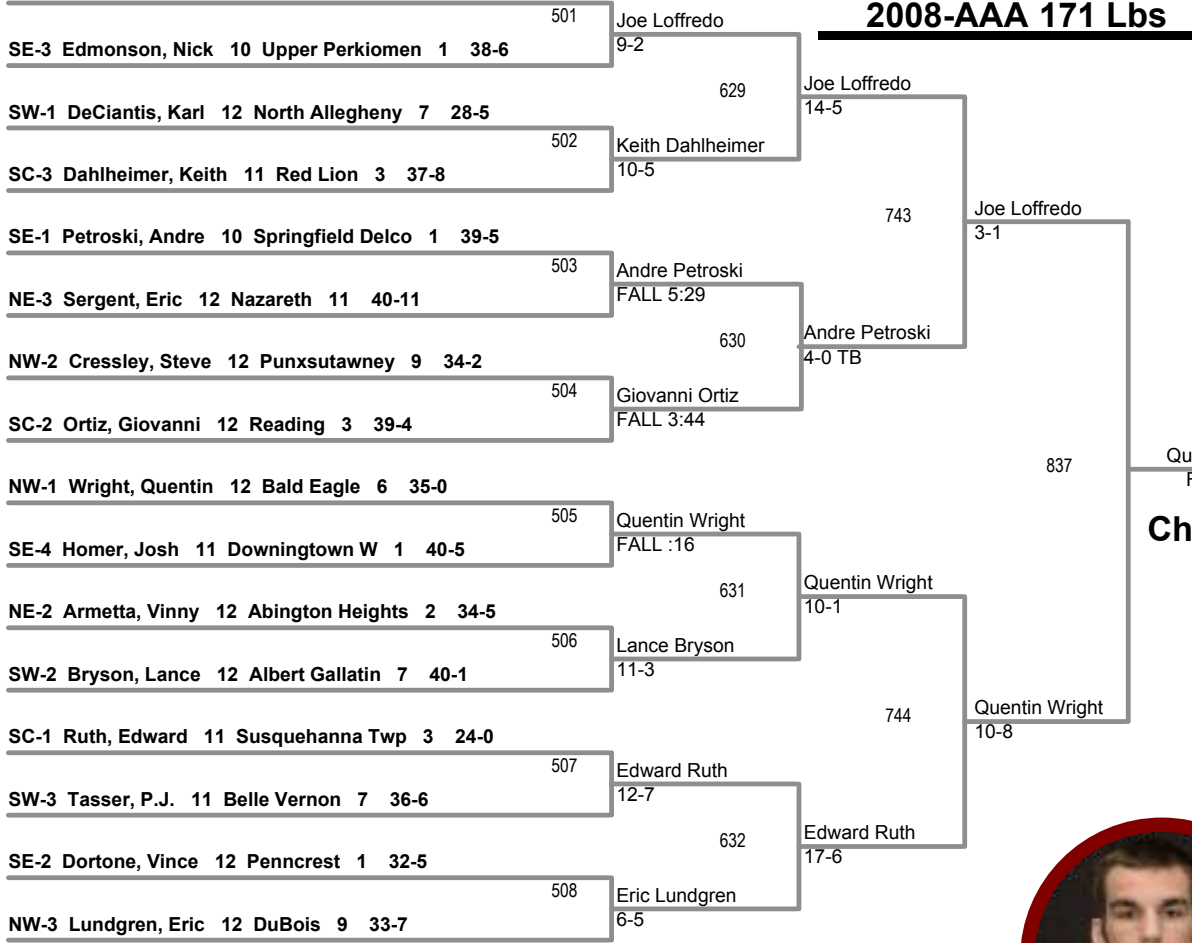 2008-AAA 171 Lbs
501
Joe Loffredo
SE-3 Edmonson, Nick 10 Upper Perkiomen 1 38-6
9-2
629
Joe Loffredo
14-5
SW-1 DeCiantis, Karl 12 North Allegheny 7 28-5
502
Keith Dahlheimer
SC-3 Dahlheimer, Keith 11 Red Lion 3 37-8
10-5
743
Joe Loffredo
3-1
SE-1 Petroski, Andre 10 Springfield Delco 1 39-5
503
Andre Petroski
NE-3 Sergent, Eric 12 Nazareth 11 40-11
FALL 5:29
630
Andre Petroski
4-0 TB
NW-2 Cressley, Steve 12 Punxsutawney 9 34-2
504
Giovanni Ortiz
SC-2 Ortiz, Giovanni 12 Reading 3 39-4
FALL 3:44
837
Qu
F
Ch
NW-1 Wright, Quentin 12 Bald Eagle 6 35-0
505
Quentin Wright
SE-4 Homer, Josh 11 Downingtown W 1 40-5
FALL :16
631
Quentin Wright
10-1
NE-2 Armetta, Vinny 12 Abington Heights 2 34-5
506
Lance Bryson
SW-2 Bryson, Lance 12 Albert Gallatin 7 40-1
11-3
744
Quentin Wright
10-8
SC-1 Ruth, Edward 11 Susquehanna Twp 3 24-0
507
Edward Ruth
SW-3 Tasser, P.J. 11 Belle Vernon 7 36-6
12-7
632
Edward Ruth
17-6
SE-2 Dortone, Vince 12 Penncrest 1 32-5
508
Eric Lundgren
NW-3 Lundgren, Eric 12 DuBois 9 33-7
6-5